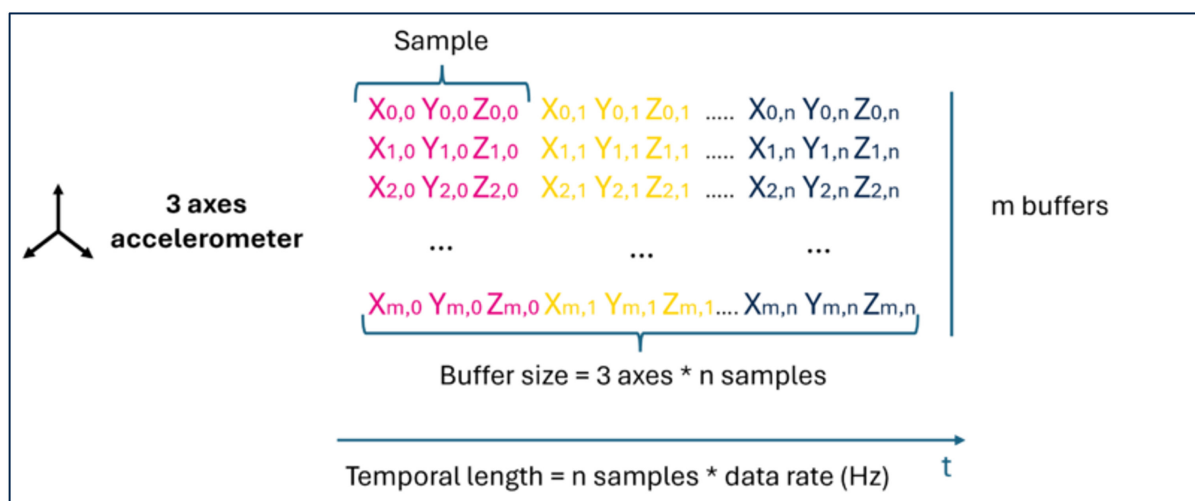 Sample
X0,0 Y0,0 Z0,0 X0,1 Y0,1 Z0,1 ..... X0,n Y0,n Z0,n
X1,0 Y1,0 Z1,0 X1,1 Y1,1 Z1,1 ..... X1,n Y1,n Z1,n
X2,0 Y2,0 Z2,0 X2,1 Y2,1 Z2,1 ..... X2,n Y2,n Z2,n
3 axes
accelerometer
m buffers
... ... ...
Xm,0 Ym,0 Zm,0 Xm,1 Ym,1 Zm,1 .... Xm,n Ym,n Zm,n
Buffer size = 3 axes * n samples
t
Temporal length = n samples * data rate (Hz)